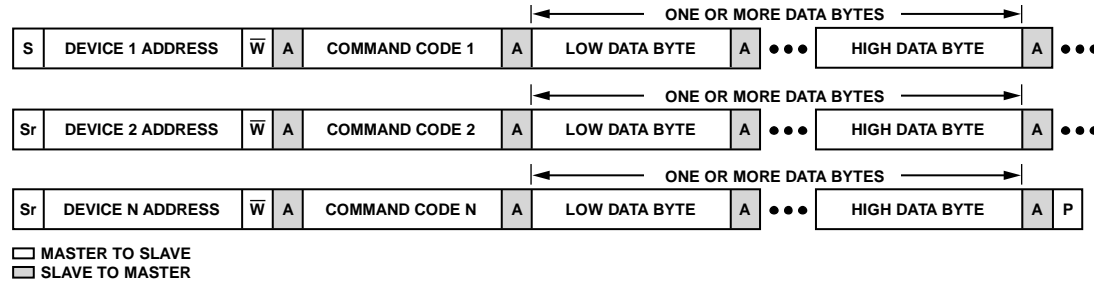 ONE OR MORE DATA BYTES
S DEVICE 1 ADDRESS W̅ A COMMAND CODE 1 A LOW DATA BYTE A ••• HIGH DATA BYTE A •••
ONE OR MORE DATA BYTES
Sr DEVICE 2 ADDRESS W̅ A COMMAND CODE 2 A LOW DATA BYTE A ••• HIGH DATA BYTE A •••
ONE OR MORE DATA BYTES
Sr DEVICE N ADDRESS W̅ A COMMAND CODE N A LOW DATA BYTE A ••• HIGH DATA BYTE A P
MASTER TO SLAVE
SLAVE TO MASTER